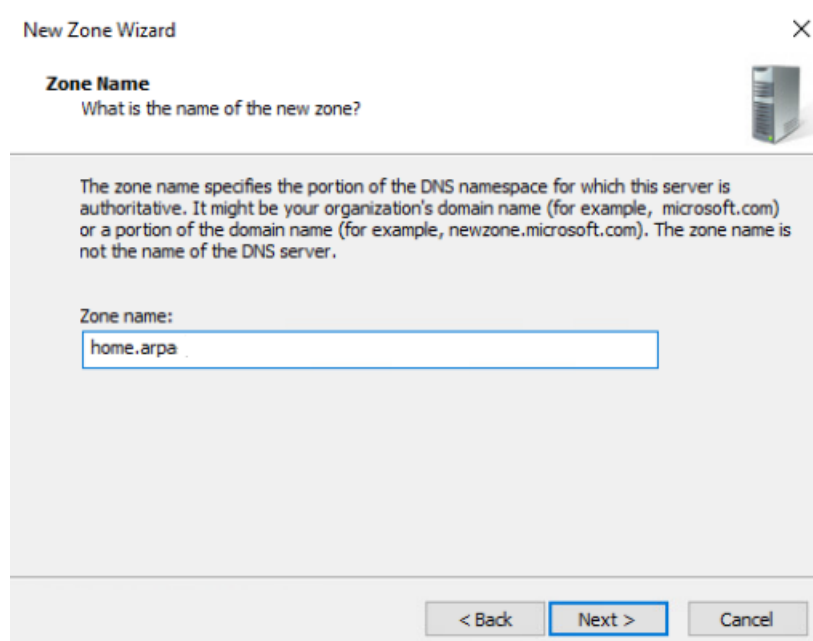 New Zone Wizard
Zone Name
What is the name of the new zone?
The zone name specifies the portion of the DNS namespace for which this server is
authoritative. It might be your organization's domain name (for example, microsoft.com)
or a portion of the domain name (for example, newzone.microsoft.com). The zone name is
not the name of the DNS server.
Zone name:
home.arpa
< Back Next > Cancel